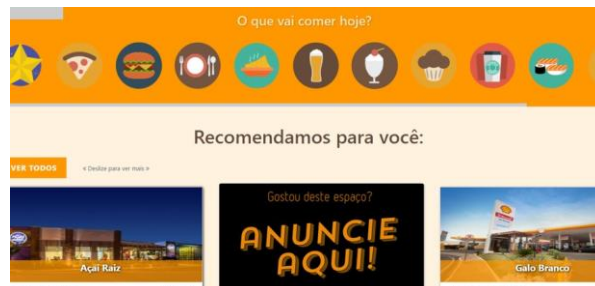 O que vai comer hoje?
Recomendamos para você:
VER TODOS
« Deslize para ver mais »
Gostou deste espaço?
ANUNCIE
AQUI!
Açaí Raiz
Galo Branco